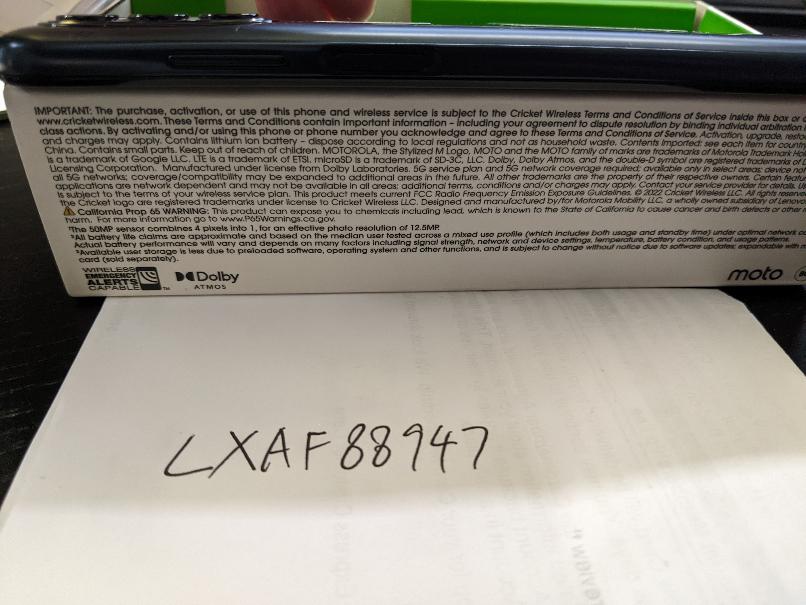 IMPORTANT: The purchase, activation, or use of this phone and wireless service is subject to the Cricket Wireless Terms and Conditions of Service inside this box or
www.cricketwireless.com. These Terms and Conditions contain important information – including your agreement to dispute resolution by binding individual arbitration
class actions. By activating and/or using this phone or phone number you acknowledge and agree to these Terms and Conditions of Service. Activation, upgrade,
and charges may apply. Contains lithium ion battery – dispose according to local regulations and not as household waste. Contents Imported: see each item for
China. Contains small parts. Keep out of reach of children. MOTOROLA, the Stylized M Logo, MOTO and the MOTO family of marks are trademarks of Motorola Trademark
is a trademark of Google LLC. LTE is a trademark of ETSI. microSD is a trademark of SD-3C, LLC. Dolby, Dolby Atmos, and the double-D symbol are registered trademarks of
Licensing Corporation. Manufactured under license from Dolby Laboratories. 5G service plan and 5G network coverage required; available only in select areas; device not
all 5G networks; coverage/compatibility may be expanded to additional areas in the future. All other trademarks are the property of their respective owners. Certain
applications are network dependent and may not be available in all areas; additional terms, conditions and/or charges may apply. Contact your service provider for details.
is subject to the terms of your wireless service plan. This product meets current FCC Radio Frequency Emission Exposure Guidelines. © 2022 Cricket Wireless LLC. All rights
the Cricket logo are registered trademarks under license to Cricket Wireless LLC. Designed and manufactured by/for Motorola Mobility LLC, a wholly owned subsidiary of
California Prop 65 WARNING: This product can expose you to chemicals including lead, which is known to the State of California to cause cancer and birth defects or other
harm. For more information go to www.P65Warnings.ca.gov.
¹The 50MP sensor combines 4 pixels into 1, for an effective photo resolution of 12.5MP.
²All battery life claims are approximate and based on the median user tested across a mixed use profile (which includes both usage and standby time) under optimal network
Actual battery performance will vary and depends on many factors including signal strength, network and device settings, temperature, battery condition, and usage patterns.
³Available user storage is less due to preloaded software, operating system and other functions, and is subject to change without notice due to software updates; expandable with
card (sold separately).
WIRELESS
EMERGENCY
ALERTS
CAPABLE™
Dolby
ATMOS
moto
LXAF88947